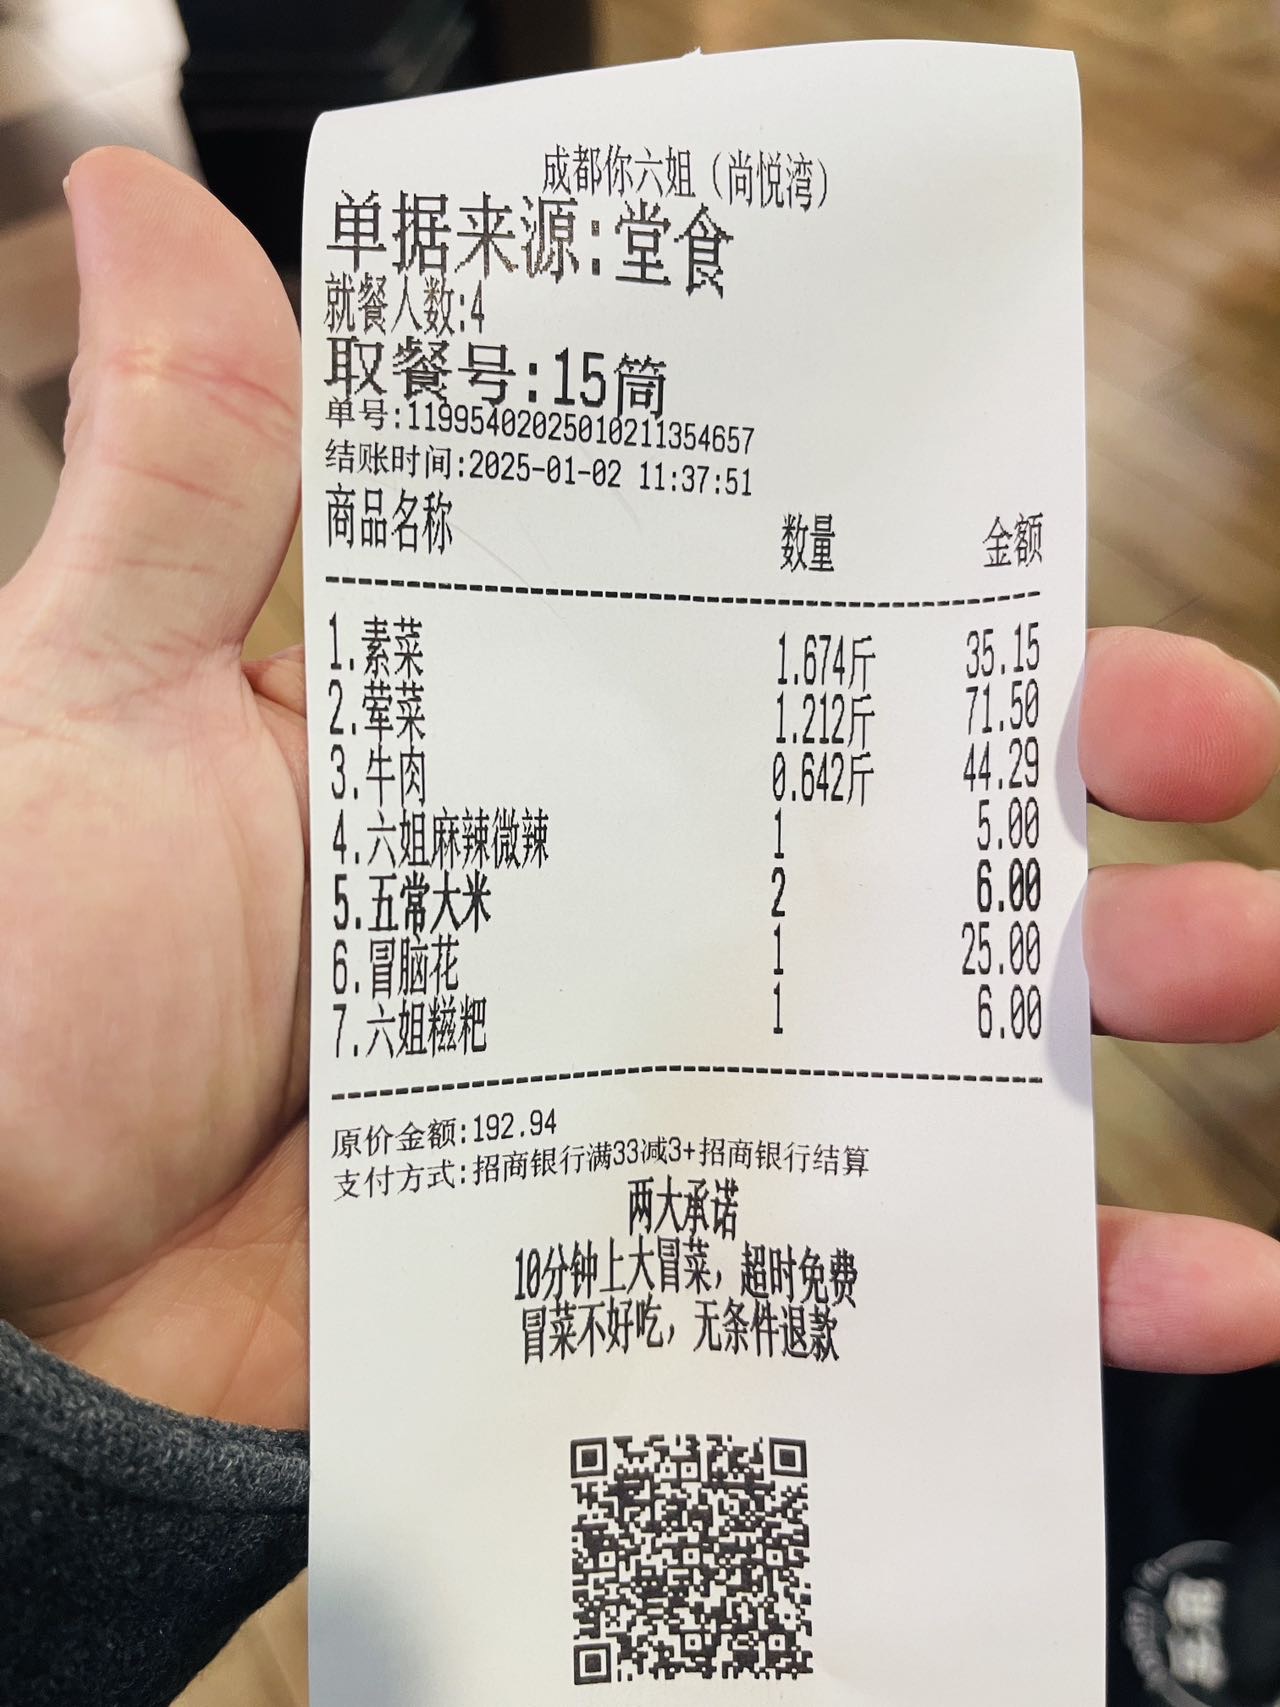 成都你六姐（尚悦湾）
单据来源:堂食
就餐人数:4
取餐号:15筒
单号:11995402025010211354657
结账时间:2025-01-02 11:37:51
商品名称 数量 金额
1.素菜 1.674斤 35.15
2.荤菜 1.212斤 71.50
3.牛肉 0.642斤 44.29
4.六姐麻辣微辣 1 5.00
5.五常大米 2 6.00
6.冒脑花 1 25.00
7.六姐糍粑 1 6.00
原价金额:192.94
支付方式:招商银行满33减3+招商银行结算
两大承诺
10分钟上大冒菜，超时免费
冒菜不好吃，无条件退款